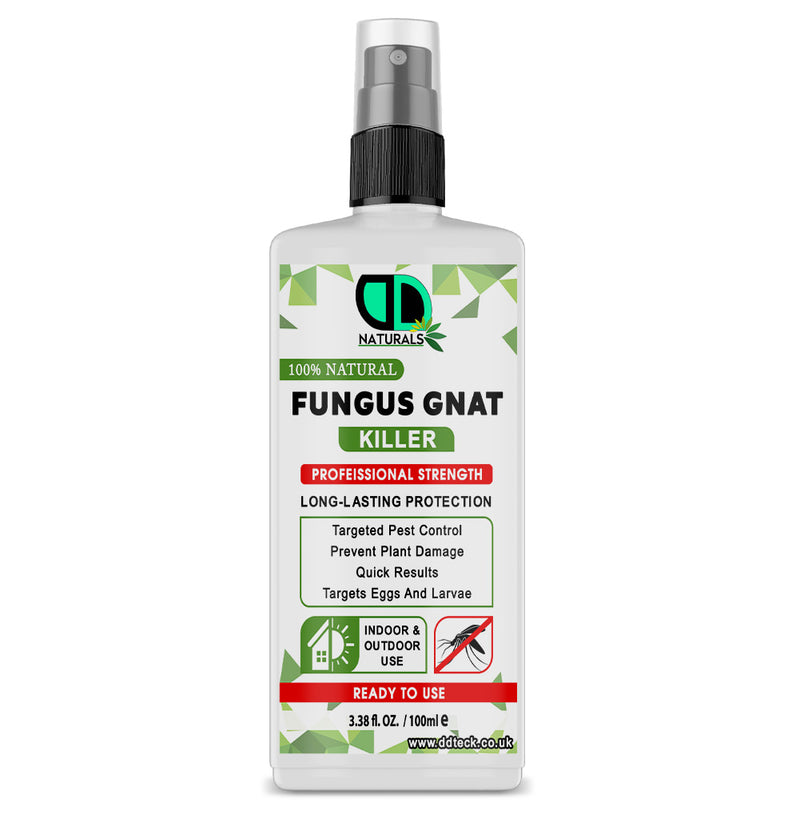 NATURALS
100% NATURAL
FUNGUS GNAT
KILLER
PROFEISSIONAL STRENGTH
LONG-LASTING PROTECTION
Targeted Pest Control
Prevent Plant Damage
Quick Results
Targets Eggs And Larvae
INDOOR &
OUTDOOR
USE
READY TO USE
3.38 fl. OZ. / 100ml e
www.ddteck.co.uk